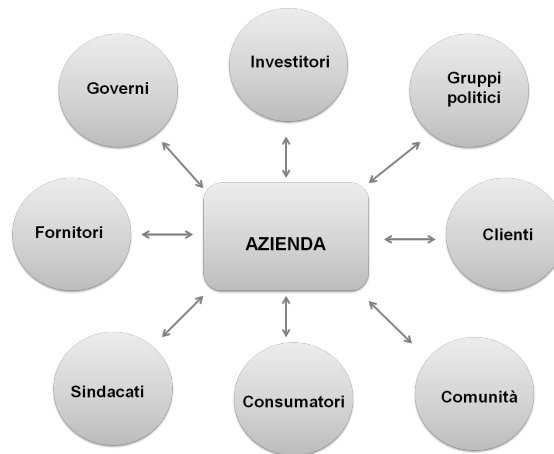 Investitori
Governi
Gruppi
politici
Fornitori
AZIENDA
Clienti
Sindacati
Consumatori
Comunità